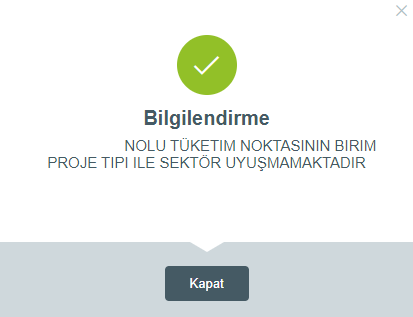 Bilgilendirme
NOLU TÜKETIM NOKTASININ BIRIM
PROJE TIPI ILE SEKTÖR UYUŞMAMAKTADIR
Kapat